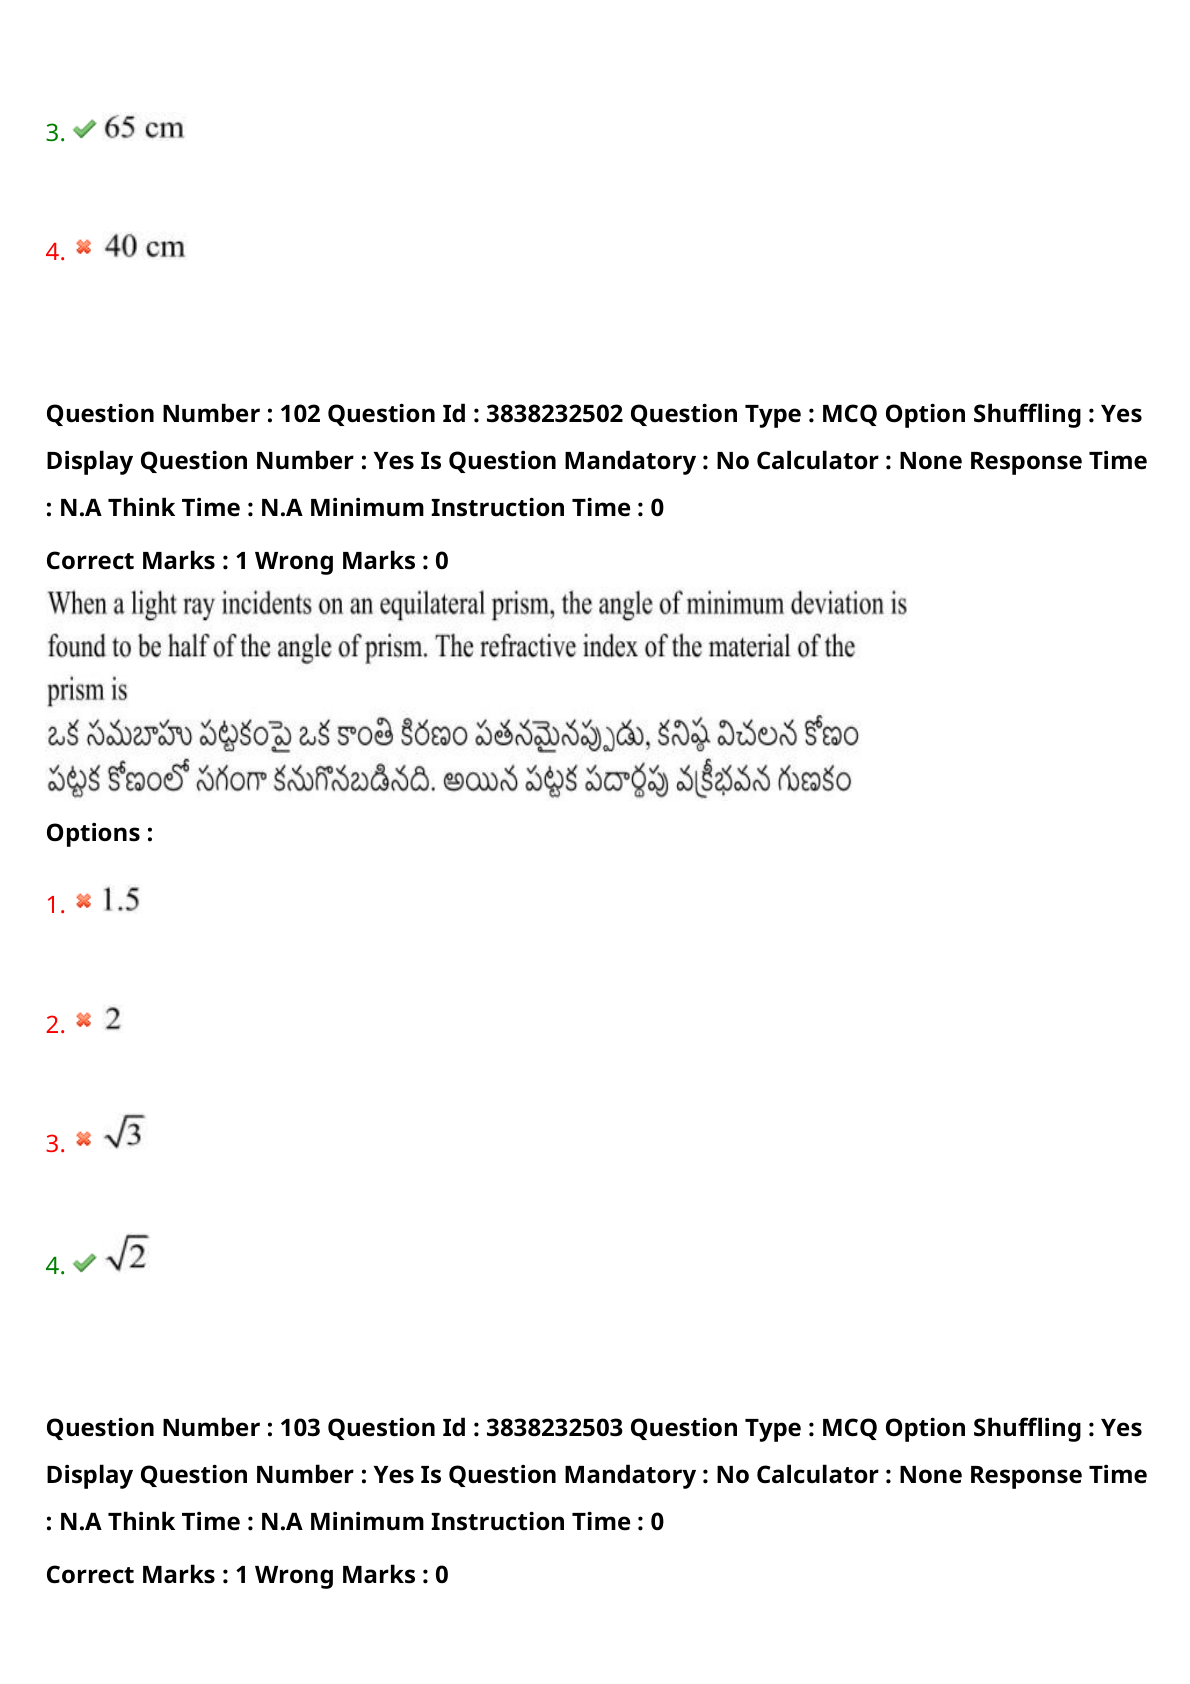 3. 65 cm
4. 40 cm
Question Number : 102 Question Id : 3838232502 Question Type : MCQ Option Shuffling : Yes
Display Question Number : Yes Is Question Mandatory : No Calculator : None Response Time
: N.A Think Time : N.A Minimum Instruction Time : 0
Correct Marks : 1 Wrong Marks : 0
When a light ray incidents on an equilateral prism, the angle of minimum deviation is
found to be half of the angle of prism. The refractive index of the material of the
prism is
ఒక సమబాహు పట్టకంపై ఒక కాంతి కిరణం పతనమైనప్పుడు, కనిష్ఠ విచలన కోణం
పట్టక కోణంలో సగంగా కనుగొనబడినది. అయిన పట్టక పదార్థపు వక్రీభవన గుణకం
Options :
1. 1.5
2. 2
3. √3
4. √2
Question Number : 103 Question Id : 3838232503 Question Type : MCQ Option Shuffling : Yes
Display Question Number : Yes Is Question Mandatory : No Calculator : None Response Time
: N.A Think Time : N.A Minimum Instruction Time : 0
Correct Marks : 1 Wrong Marks : 0